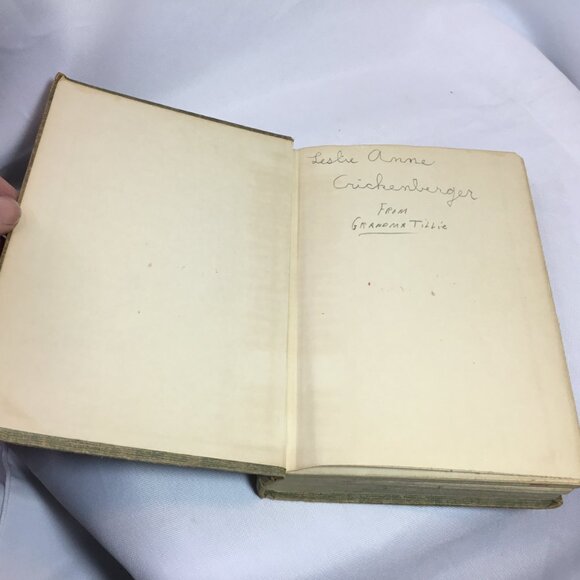 Leslie Anne
Crickenberger
FROM
GRANDMA TILLIE